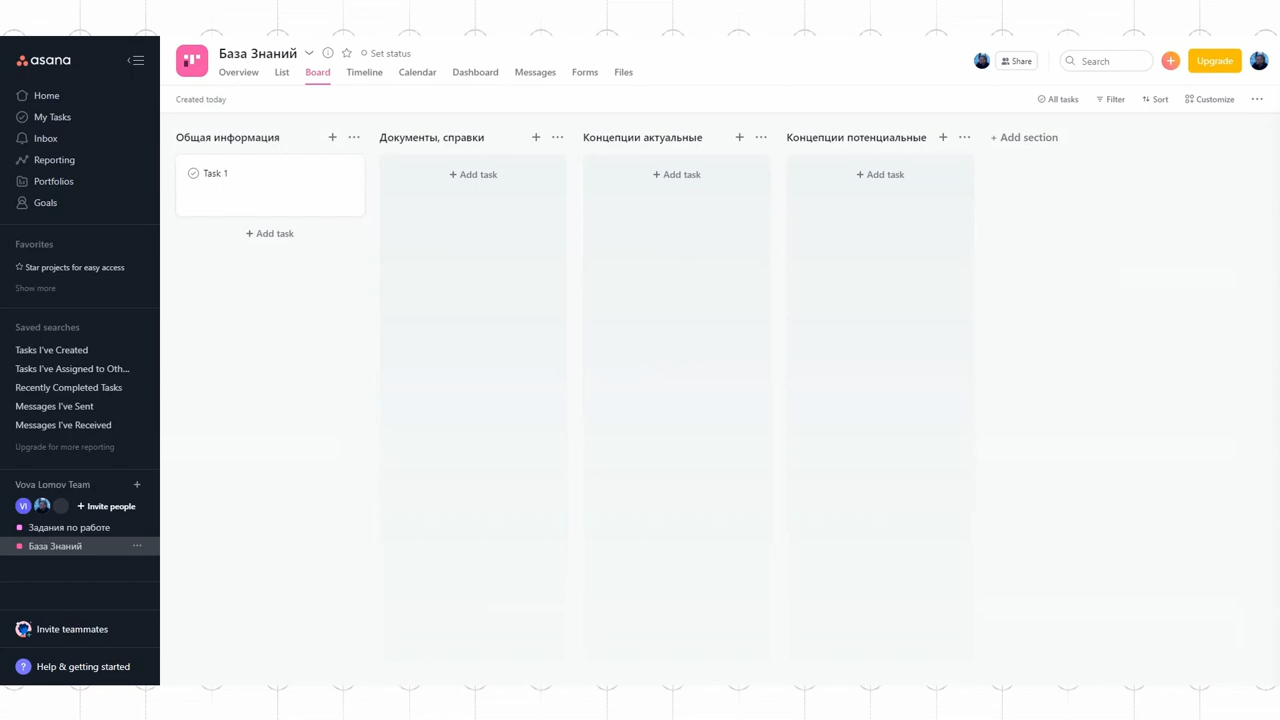 asana
Home
My Tasks
Inbox
Reporting
Portfolios
Goals
Favorites
Star projects for easy access
Show more
Saved searches
Tasks I've Created
Tasks I've Assigned to Oth...
Recently Completed Tasks
Messages I've Sent
Messages I've Received
Upgrade for more reporting
Vova Lomov Team +
VI + Invite people
Задания по работе
База Знаний ...
Invite teammates
? Help & getting started
База Знаний Set status
Share Search + Upgrade
Overview List Board Timeline Calendar Dashboard Messages Forms Files
Created today All tasks Filter Sort Customize ...
Общая информация + ... Документы, справки + ... Концепции актуальные + ... Концепции потенциальные + ... + Add section
Task 1 + Add task + Add task + Add task
+ Add task